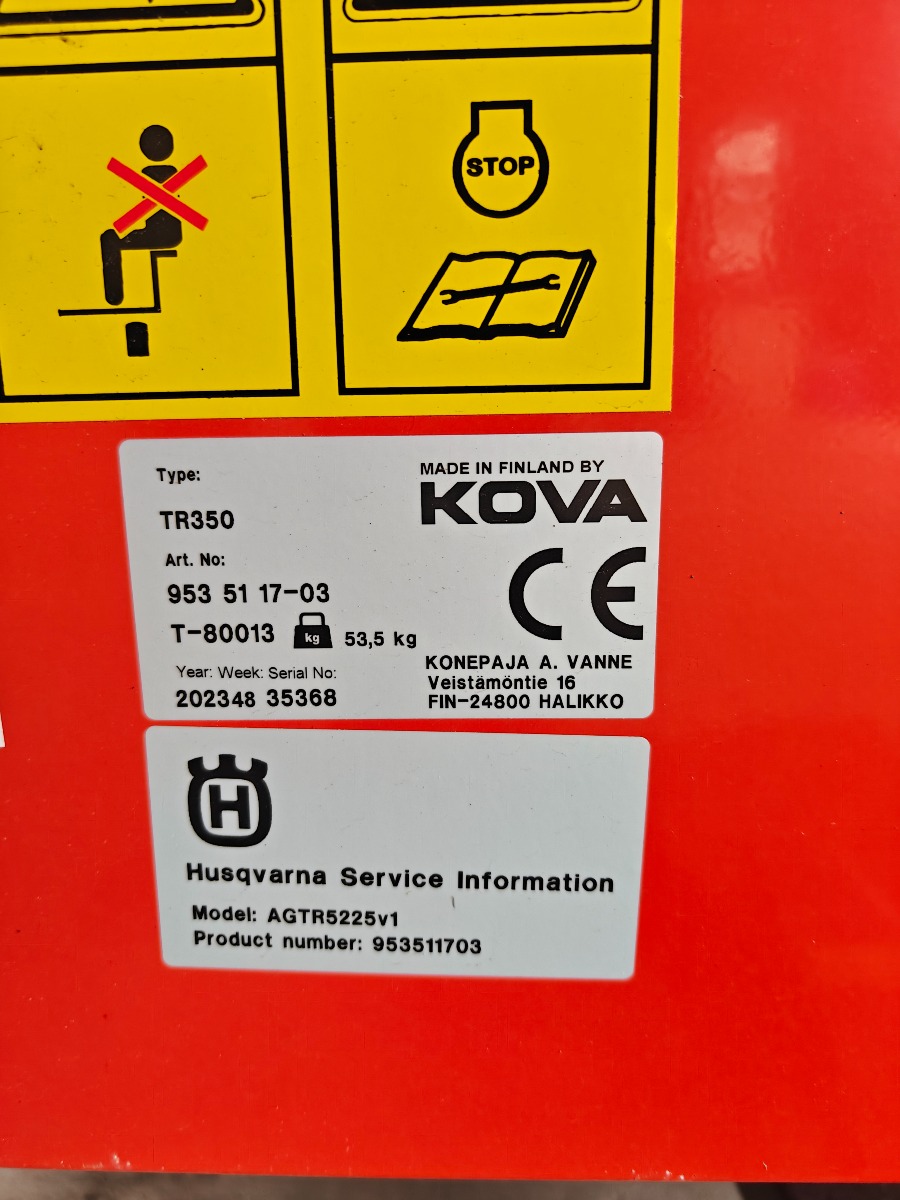 STOP
Type:
MADE IN FINLAND BY
KOVA
TR350
Art. No:
953 51 17-03
CE
T-80013 kg 53,5 kg
Year: Week: Serial No:
202348 35368
KONEPAJA A. VANNE
Veistämöntie 16
FIN-24800 HALIKKO
H
Husqvarna Service Information
Model: AGTR5225v1
Product number: 953511703